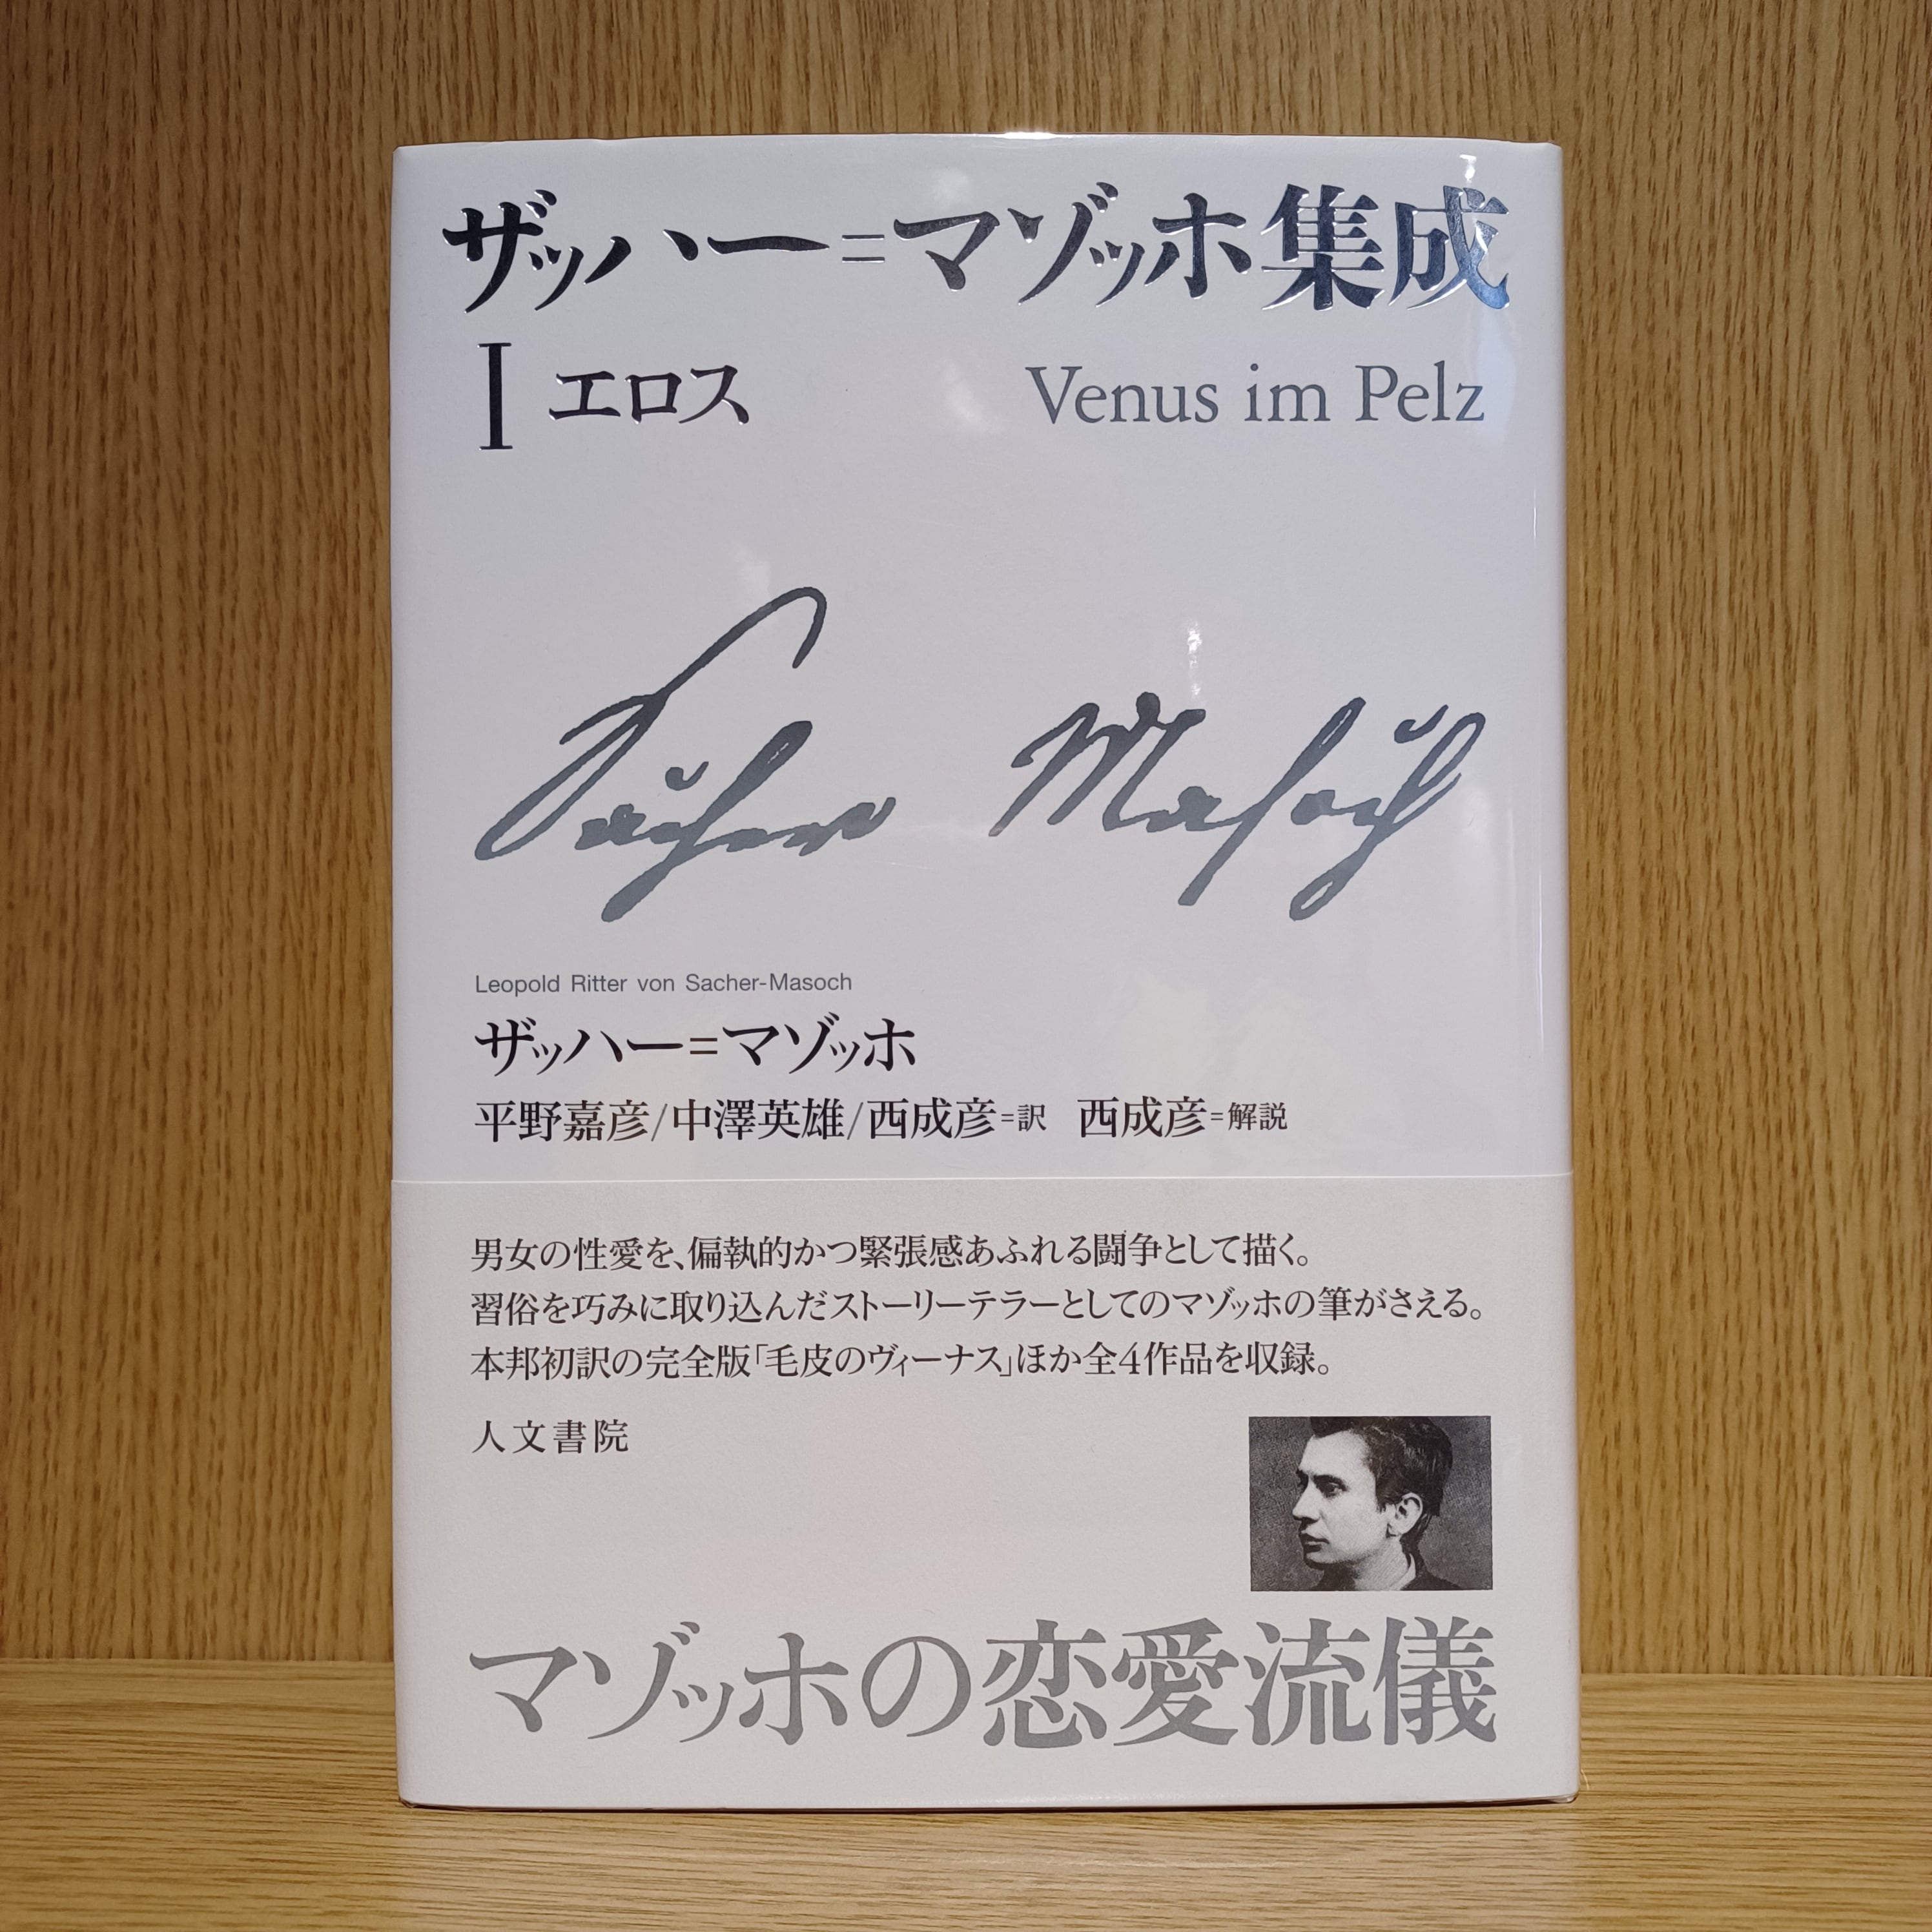 ザッハー=マゾッホ集成
I エロス Venus im Pelz
Sacher Masoch
Leopold Ritter von Sacher-Masoch
ザッハー=マゾッホ
平野嘉彦/中澤英雄/西成彦=訳 西成彦=解説
男女の性愛を、偏執的かつ緊張感あふれる闘争として描く。
習俗を巧みに取り込んだストーリーテラーとしてのマゾッホの筆がさえる。
本邦初訳の完全版「毛皮のヴィーナス」ほか全4作品を収録。
人文書院
マゾッホの恋愛流儀